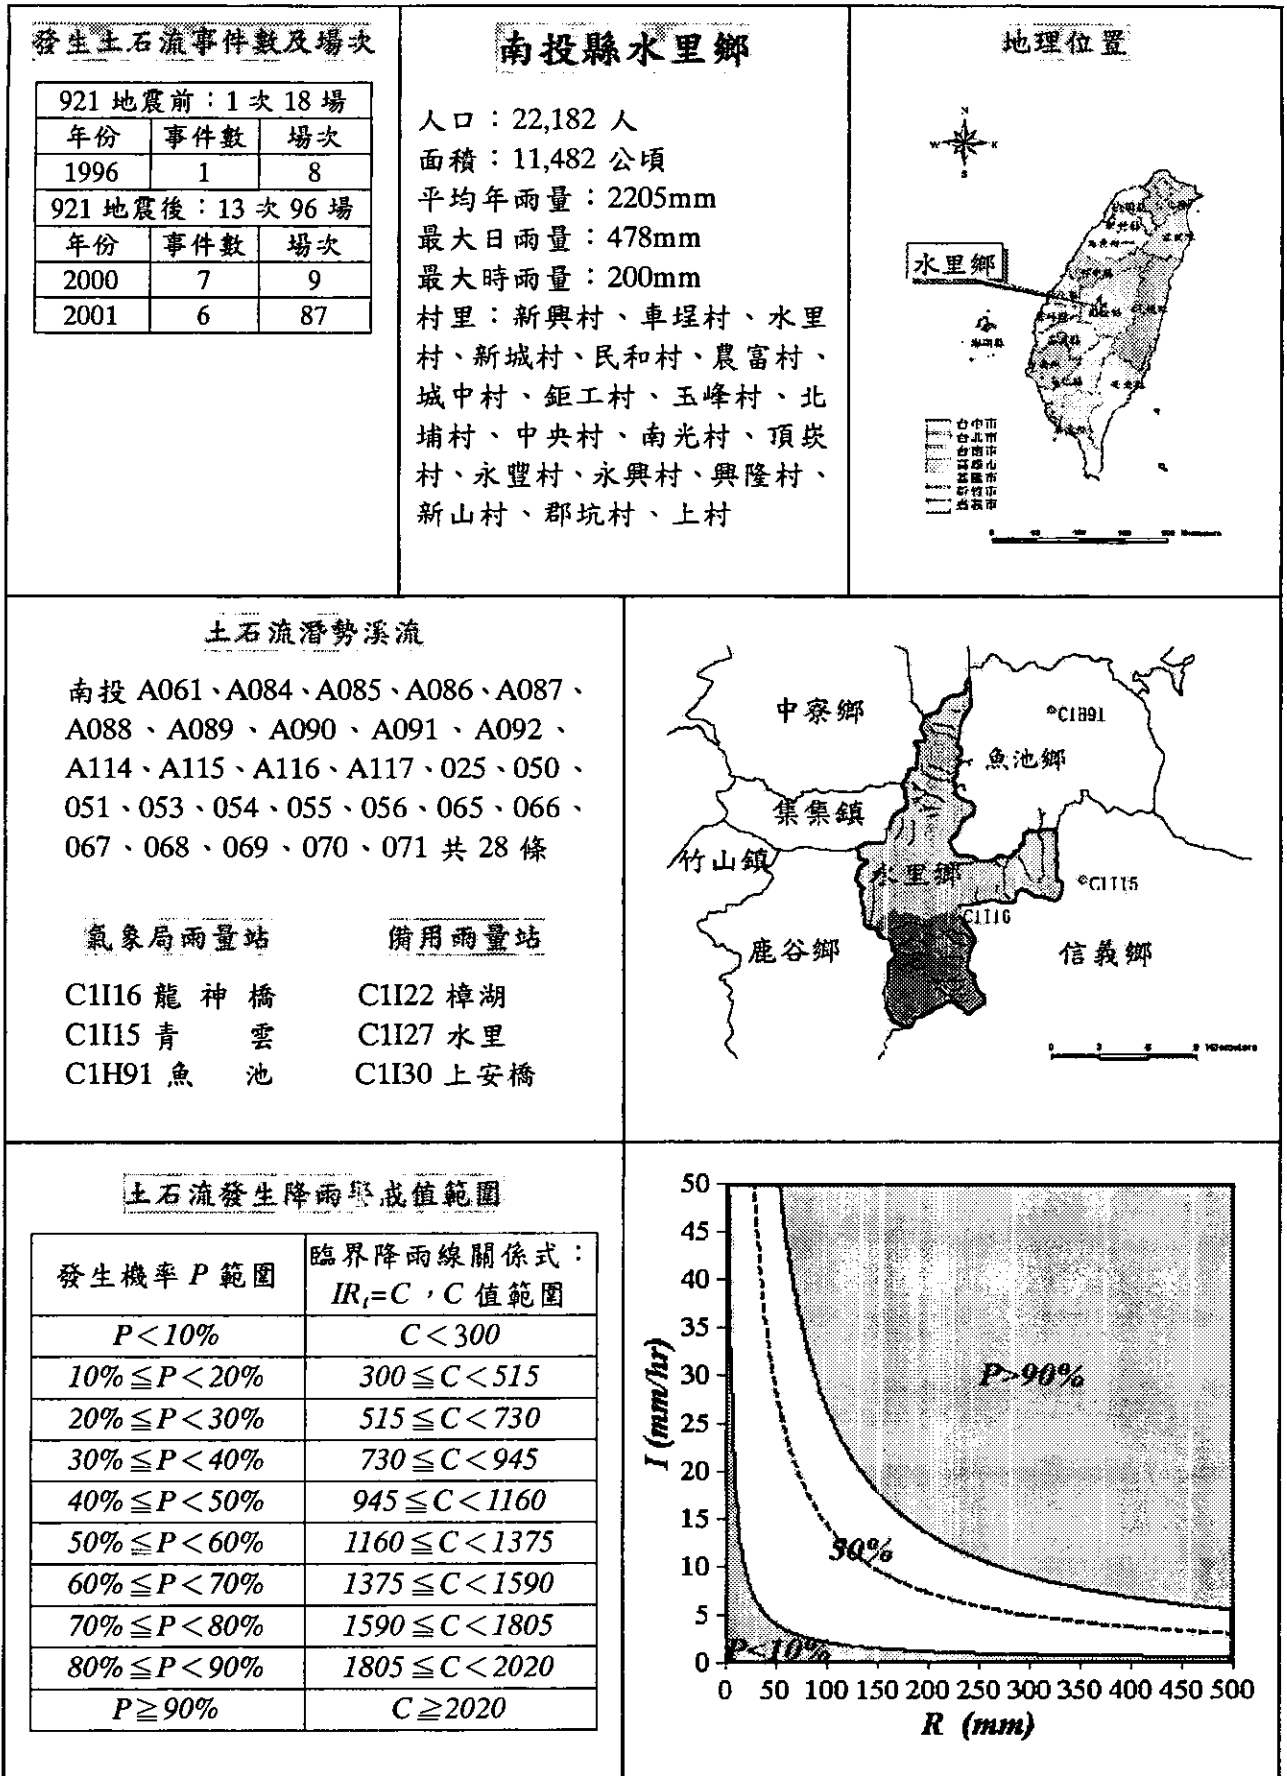 發生土石流事件數及場次
921 地震前：1 次 18 場
年份 事件數 場次
1996 1 8
921 地震後：13 次 96 場
年份 事件數 場次
2000 7 9
2001 6 87
南投縣水里鄉
人口：22,182 人
面積：11,482 公頃
平均年雨量：2205mm
最大日雨量：478mm
最大時雨量：200mm
村里：新興村、車埕村、水里
村、新城村、民和村、農富村、
城中村、鉅工村、玉峰村、北
埔村、中央村、南光村、頂崁
村、永豐村、永興村、興隆村、
新山村、郡坑村、上村
地理位置
N
W
S
水里鄉
台中市
台北市
台南市
土石流潛勢溪流
南投 A061、A084、A085、A086、A087、
A088、A089、A090、A091、A092、
A114、A115、A116、A117、025、050、
051、053、054、055、056、065、066、
067、068、069、070、071 共 28 條
氣象局雨量站 備用雨量站
C1I16 龍神橋 C1I22 樟湖
C1I15 青雲 C1I27 水里
C1H91 魚池 C1I30 上安橋
中寮鄉
C1H91
魚池鄉
集集鎮
竹山鎮
水里鄉
C1I15
C1I16
鹿谷鄉
信義鄉
土石流發生降雨警戒值範圍
發生機率 P 範圍
臨界降雨線關係式：
IRt=C，C 值範圍
P＜10% C＜300
10%≦P＜20% 300≦C＜515
20%≦P＜30% 515≦C＜730
30%≦P＜40% 730≦C＜945
40%≦P＜50% 945≦C＜1160
50%≦P＜60% 1160≦C＜1375
60%≦P＜70% 1375≦C＜1590
70%≦P＜80% 1590≦C＜1805
80%≦P＜90% 1805≦C＜2020
P≧90% C≧2020
50
45
40
35
30
25
20
15
10
5
0
I (mm/hr)
P>90%
50%
P<10%
0 50 100 150 200 250 300 350 400 450 500
R (mm)